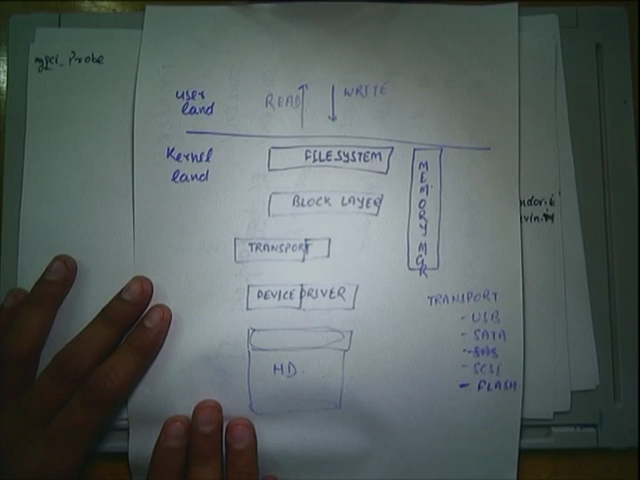 User
land
READ
WRITE
Kernel
land
FILESYSTEM
BLOCK LAYER
MEMORY MGR
TRANSPORT
DEVICE DRIVER
HD
TRANSPORT
- USB
- SATA
- SAS
- SCSI
- FLASH